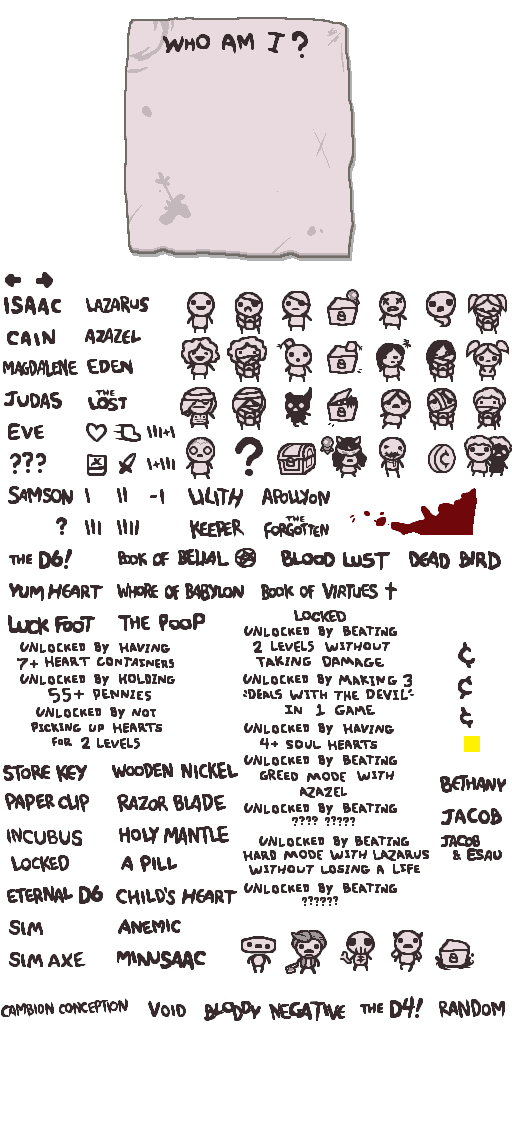 WHO AM I?
ISAAC LAZARUS
CAIN AZAZEL
MAGDALENE EDEN
JUDAS THE LOST
EVE
???
SAMSON
?
LILITH APOLLYON
KEEPER THE FORGOTTEN
THE D6! BOOK OF BELIAL BLOOD LUST DEAD BIRD
YUM HEART WHORE OF BABYLON BOOK OF VIRTUES
LUCK FOOT THE POOP
UNLOCKED BY HAVING
7+ HEART CONTAINERS
UNLOCKED BY HOLDING
55+ PENNIES
UNLOCKED BY NOT
PICKING UP HEARTS
FOR 2 LEVELS
LOCKED
UNLOCKED BY BEATING
2 LEVELS WITHOUT
TAKING DAMAGE
UNLOCKED BY MAKING 3
"DEALS WITH THE DEVIL"
IN 1 GAME
UNLOCKED BY HAVING
4+ SOUL HEARTS
UNLOCKED BY BEATING
GREED MODE WITH
AZAZEL
UNLOCKED BY BEATING
???? ?????
UNLOCKED BY BEATING
HARD MODE WITH LAZARUS
WITHOUT LOSING A LIFE
UNLOCKED BY BEATING
??????
¢
¢
¢
STORE KEY WOODEN NICKEL
PAPER CLIP RAZOR BLADE
INCUBUS HOLY MANTLE
LOCKED A PILL
ETERNAL D6 CHILD'S HEART
SIM ANEMIC
SIM AXE MINUSAAC
BETHANY
JACOB
JACOB
& ESAU
CAMBION CONCEPTION VOID BLOODY NEGATIVE THE D4! RANDOM